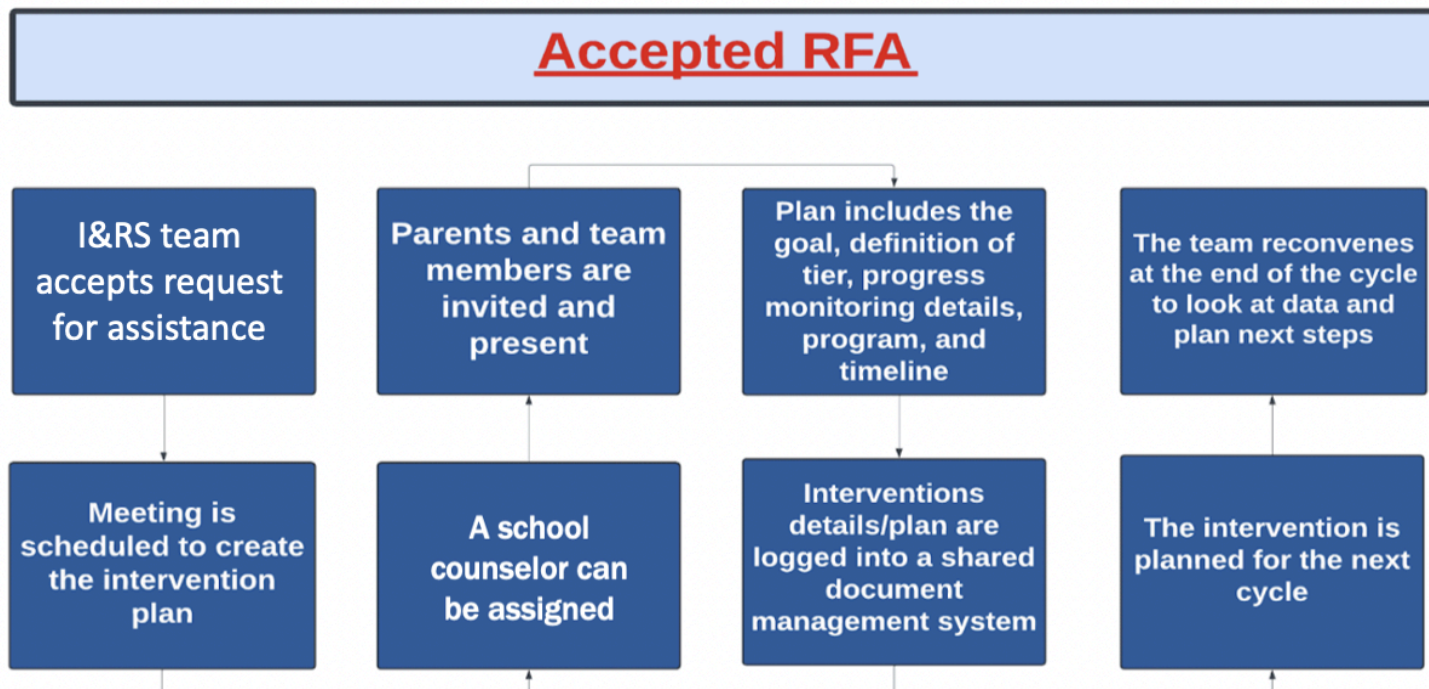 Accepted RFA
I&RS team
accepts request
for assistance
Meeting is
scheduled to create
the intervention
plan
Parents and team
members are
invited and
present
A school
counselor can
be assigned
Plan includes the
goal, definition of
tier, progress
monitoring details,
program, and
timeline
Interventions
details/plan are
logged into a shared
document
management system
The team reconvenes
at the end of the cycle
to look at data and
plan next steps
The intervention is
planned for the next
cycle